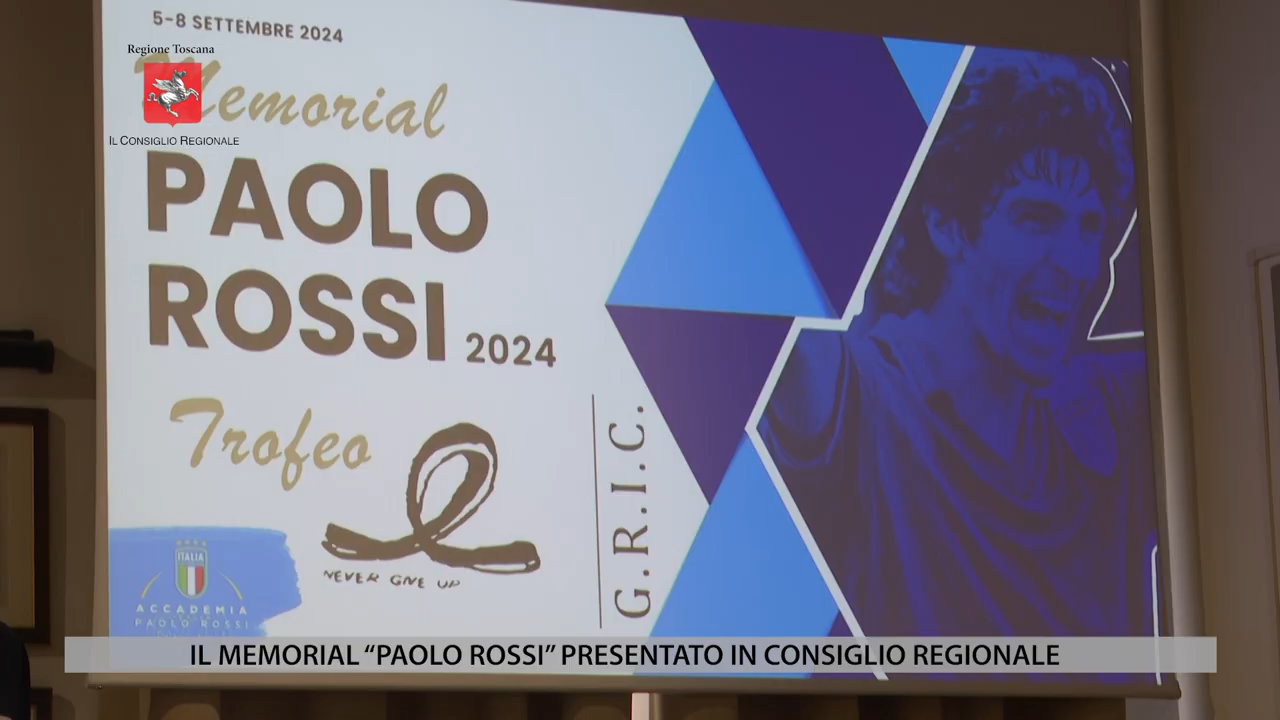 5-8 SETTEMBRE 2024
Regione Toscana
IL CONSIGLIO REGIONALE
Memorial
PAOLO
ROSSI 2024
Trofeo
NEVER GIVE UP
G.R.I.C.
ITALIA
ACCADEMIA
PAOLO ROSSI
IL MEMORIAL “PAOLO ROSSI” PRESENTATO IN CONSIGLIO REGIONALE